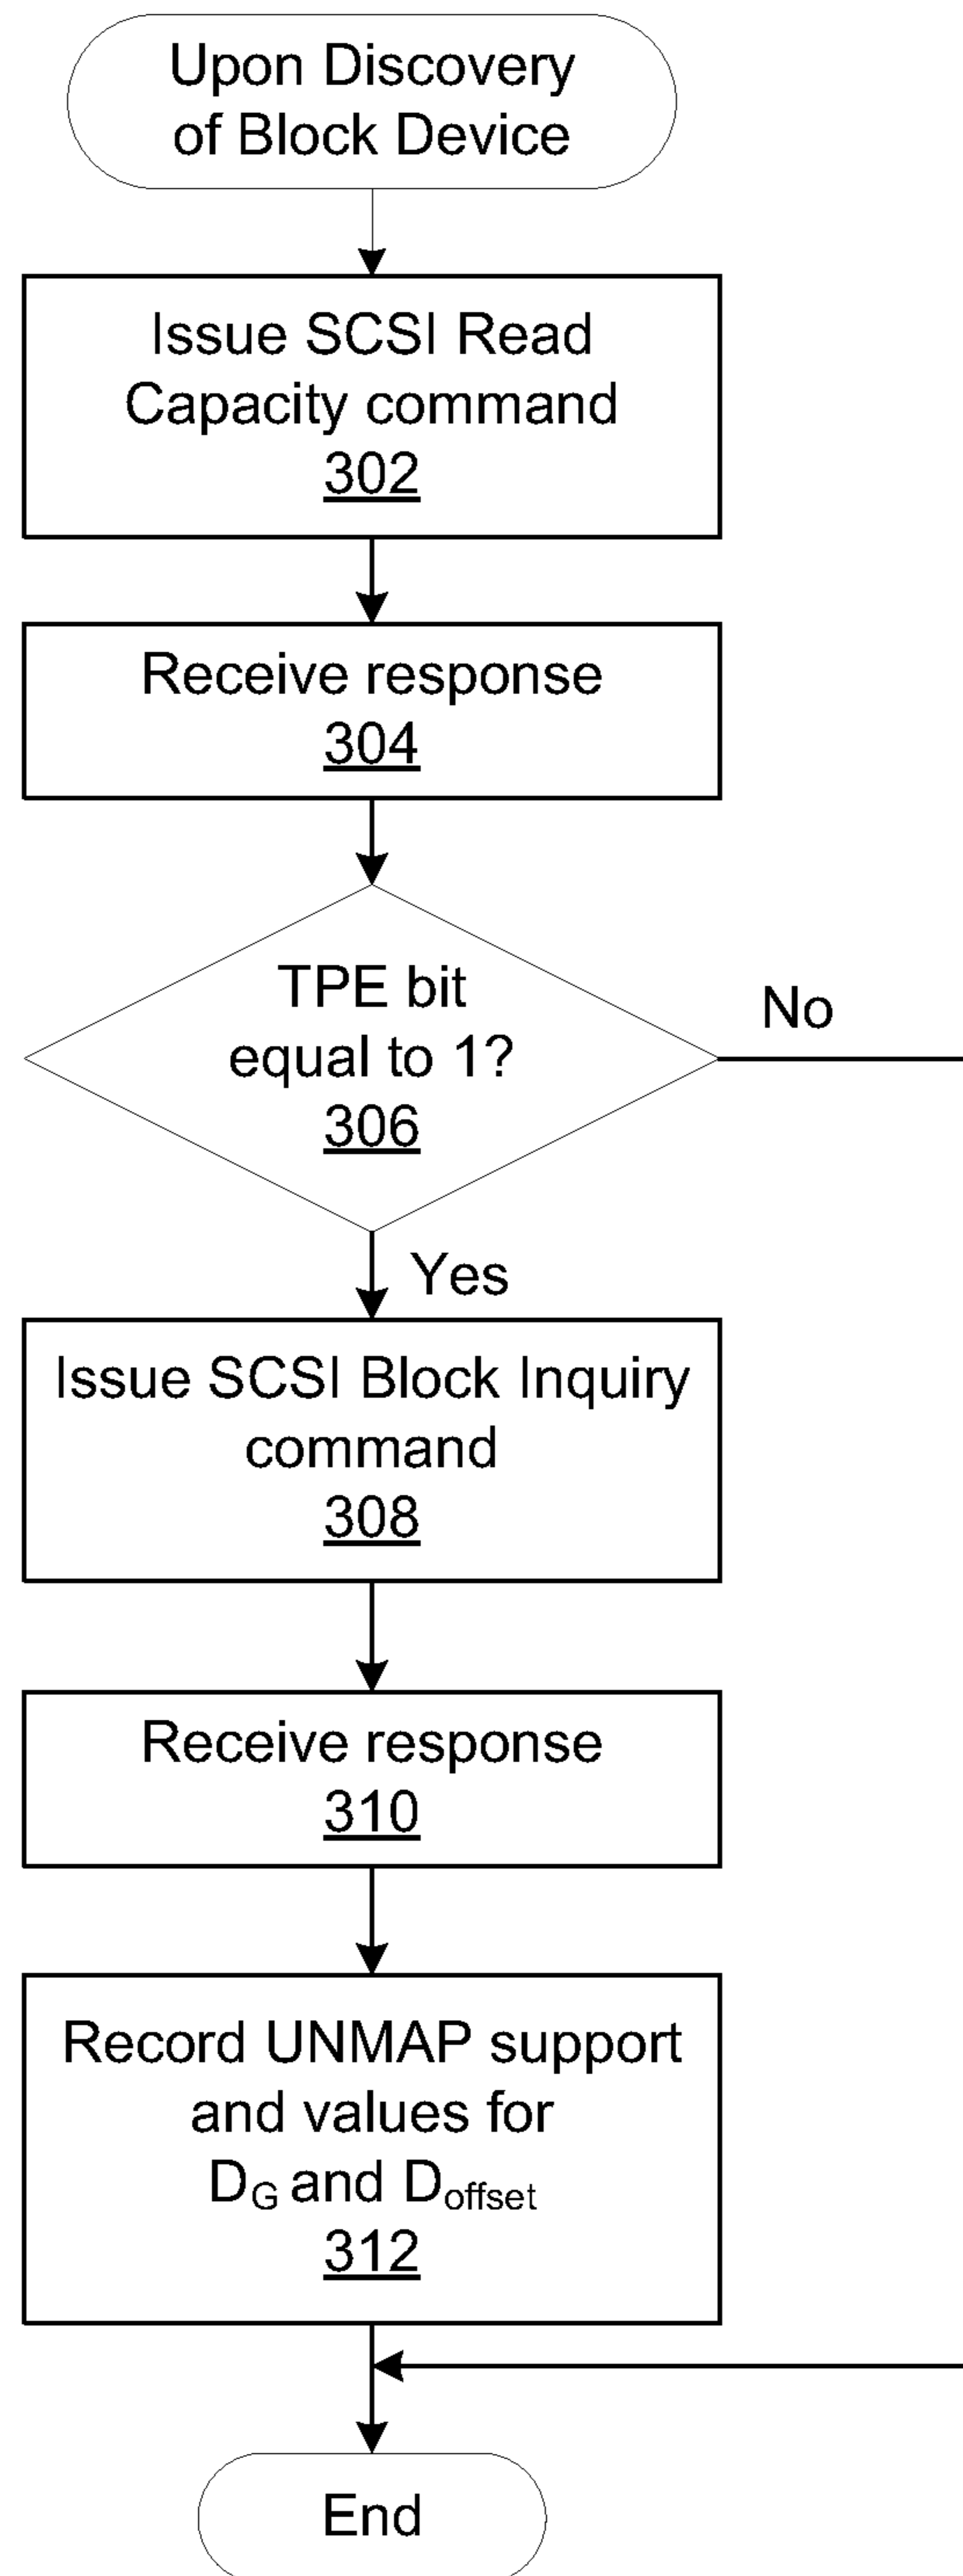 Upon Discovery
of Block Device
Issue SCSI Read
Capacity command
302
Receive response
304
TPE bit
equal to 1?
306
No
Yes
Issue SCSI Block Inquiry
command
308
Receive response
310
Record UNMAP support
and values for
D_G and D_offset
312
End